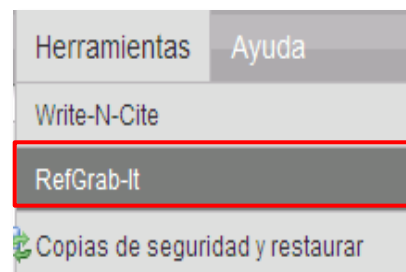 Herramientas Ayuda
Write-N-Cite
RefGrab-It
Copias de seguridad y restaurar